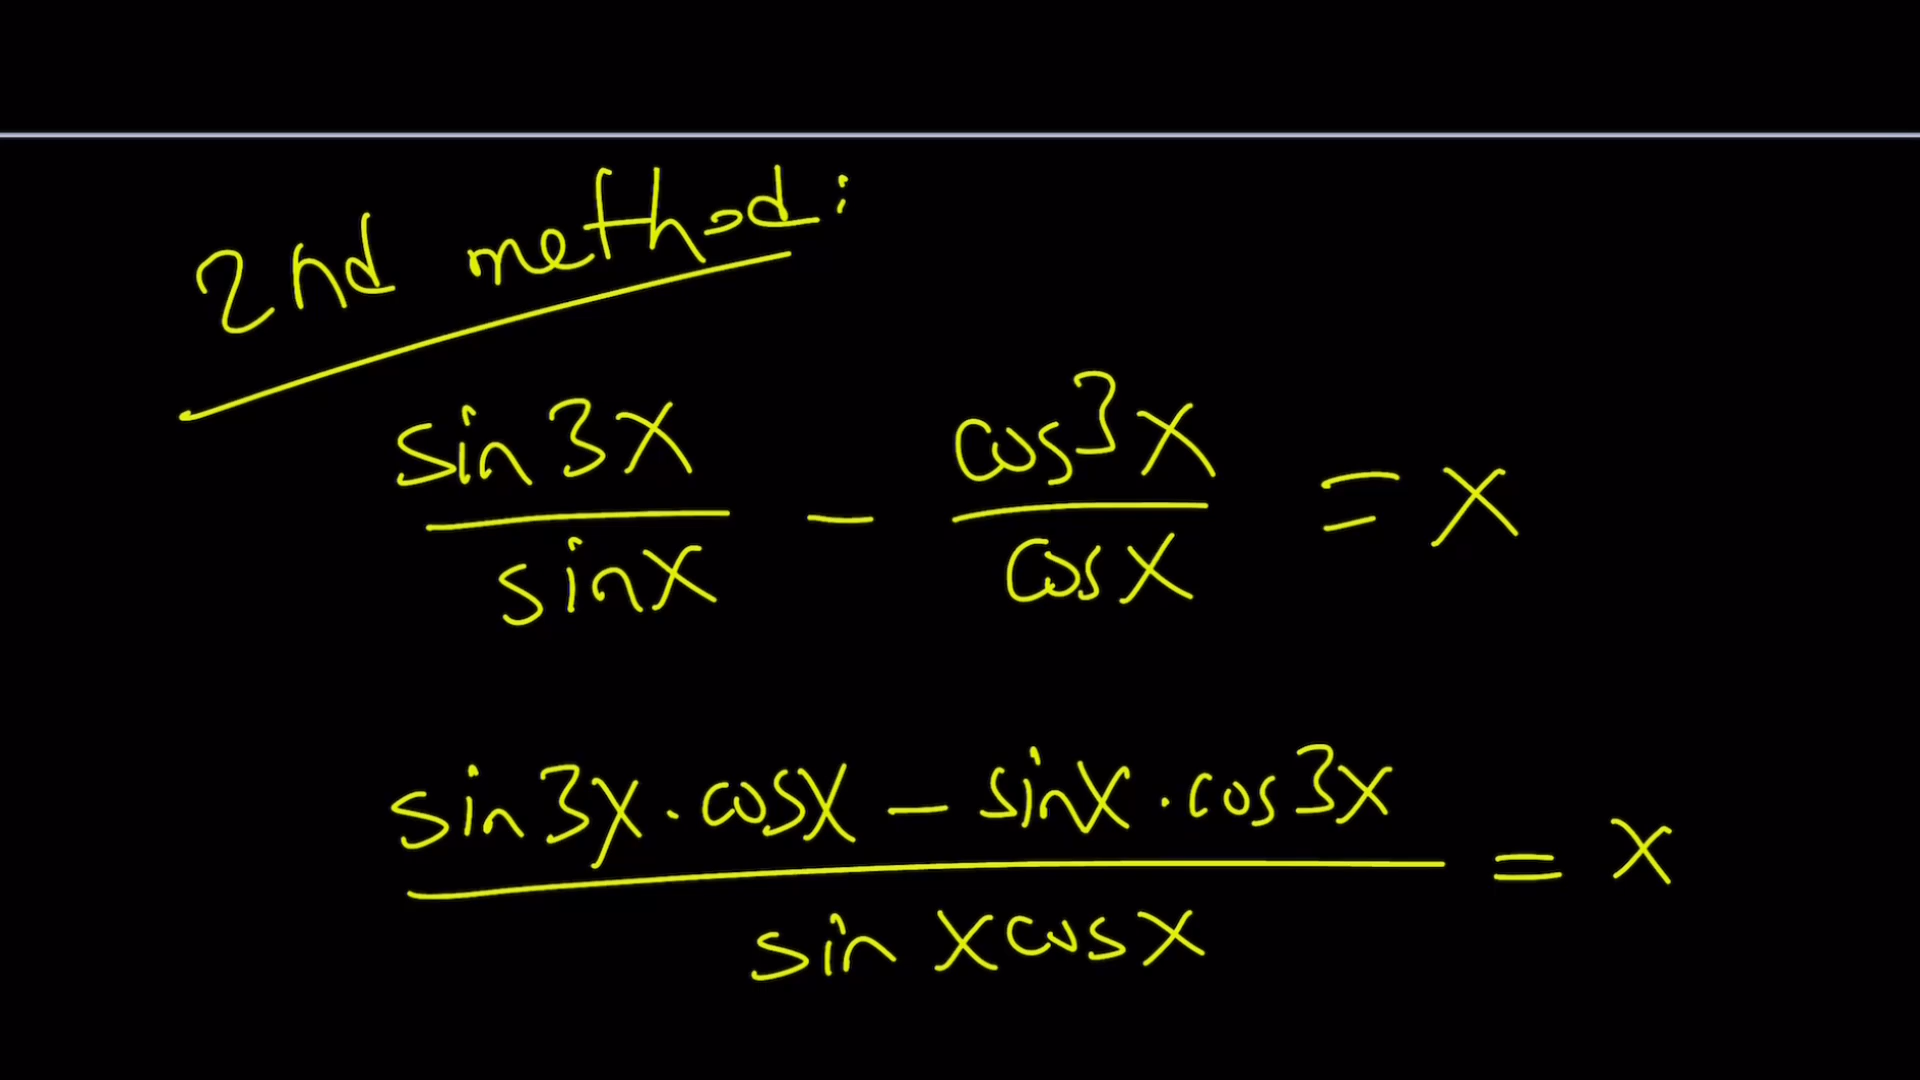 2nd method:
sin3x/sinx - cos³x/cosx = x
(sin3x·cosx - sinx·cos3x)/(sinxcosx) = x